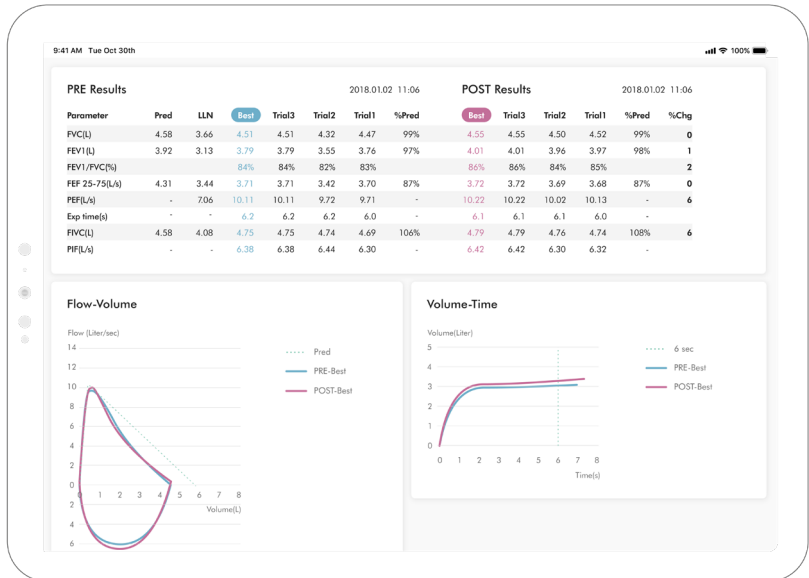 9:41 AM Tue Oct 30th 100%
PRE Results 2018.01.02 11:06 POST Results 2018.01.02 11:06
Parameter Pred LLN Best Trial3 Trial2 Trial1 %Pred Best Trial3 Trial2 Trial1 %Pred %Chg
FVC(L) 4.58 3.66 4.51 4.51 4.32 4.47 99% 4.55 4.55 4.50 4.52 99% 0
FEV1(L) 3.92 3.13 3.79 3.79 3.55 3.76 97% 4.01 4.01 3.96 3.97 98% 1
FEV1/FVC(%) 84% 84% 82% 83% 86% 86% 84% 85% 2
FEF 25-75(L/s) 4.31 3.44 3.71 3.71 3.42 3.70 87% 3.72 3.72 3.69 3.68 87% 0
PEF(L/s) - 7.06 10.11 10.11 9.72 9.71 - 10.22 10.22 10.02 10.13 - 6
Exp time(s) - - 6.2 6.2 6.2 6.0 - 6.1 6.1 6.1 6.0 -
FIVC(L) 4.58 4.08 4.75 4.75 4.74 4.69 106% 4.79 4.79 4.76 4.74 108% 6
PIF(L/s) - - 6.38 6.38 6.44 6.30 - 6.42 6.42 6.30 6.32 -
Flow-Volume
Flow (Liter/sec)
14
12
10
8
6
4
2
0
2
4
6
0 1 2 3 4 5 6 7 8
Volume(L)
Pred
PRE-Best
POST-Best
Volume-Time
Volume(Liter)
5
4
3
2
1
0
0 1 2 3 4 5 6 7 8
Time(s)
6 sec
PRE-Best
POST-Best